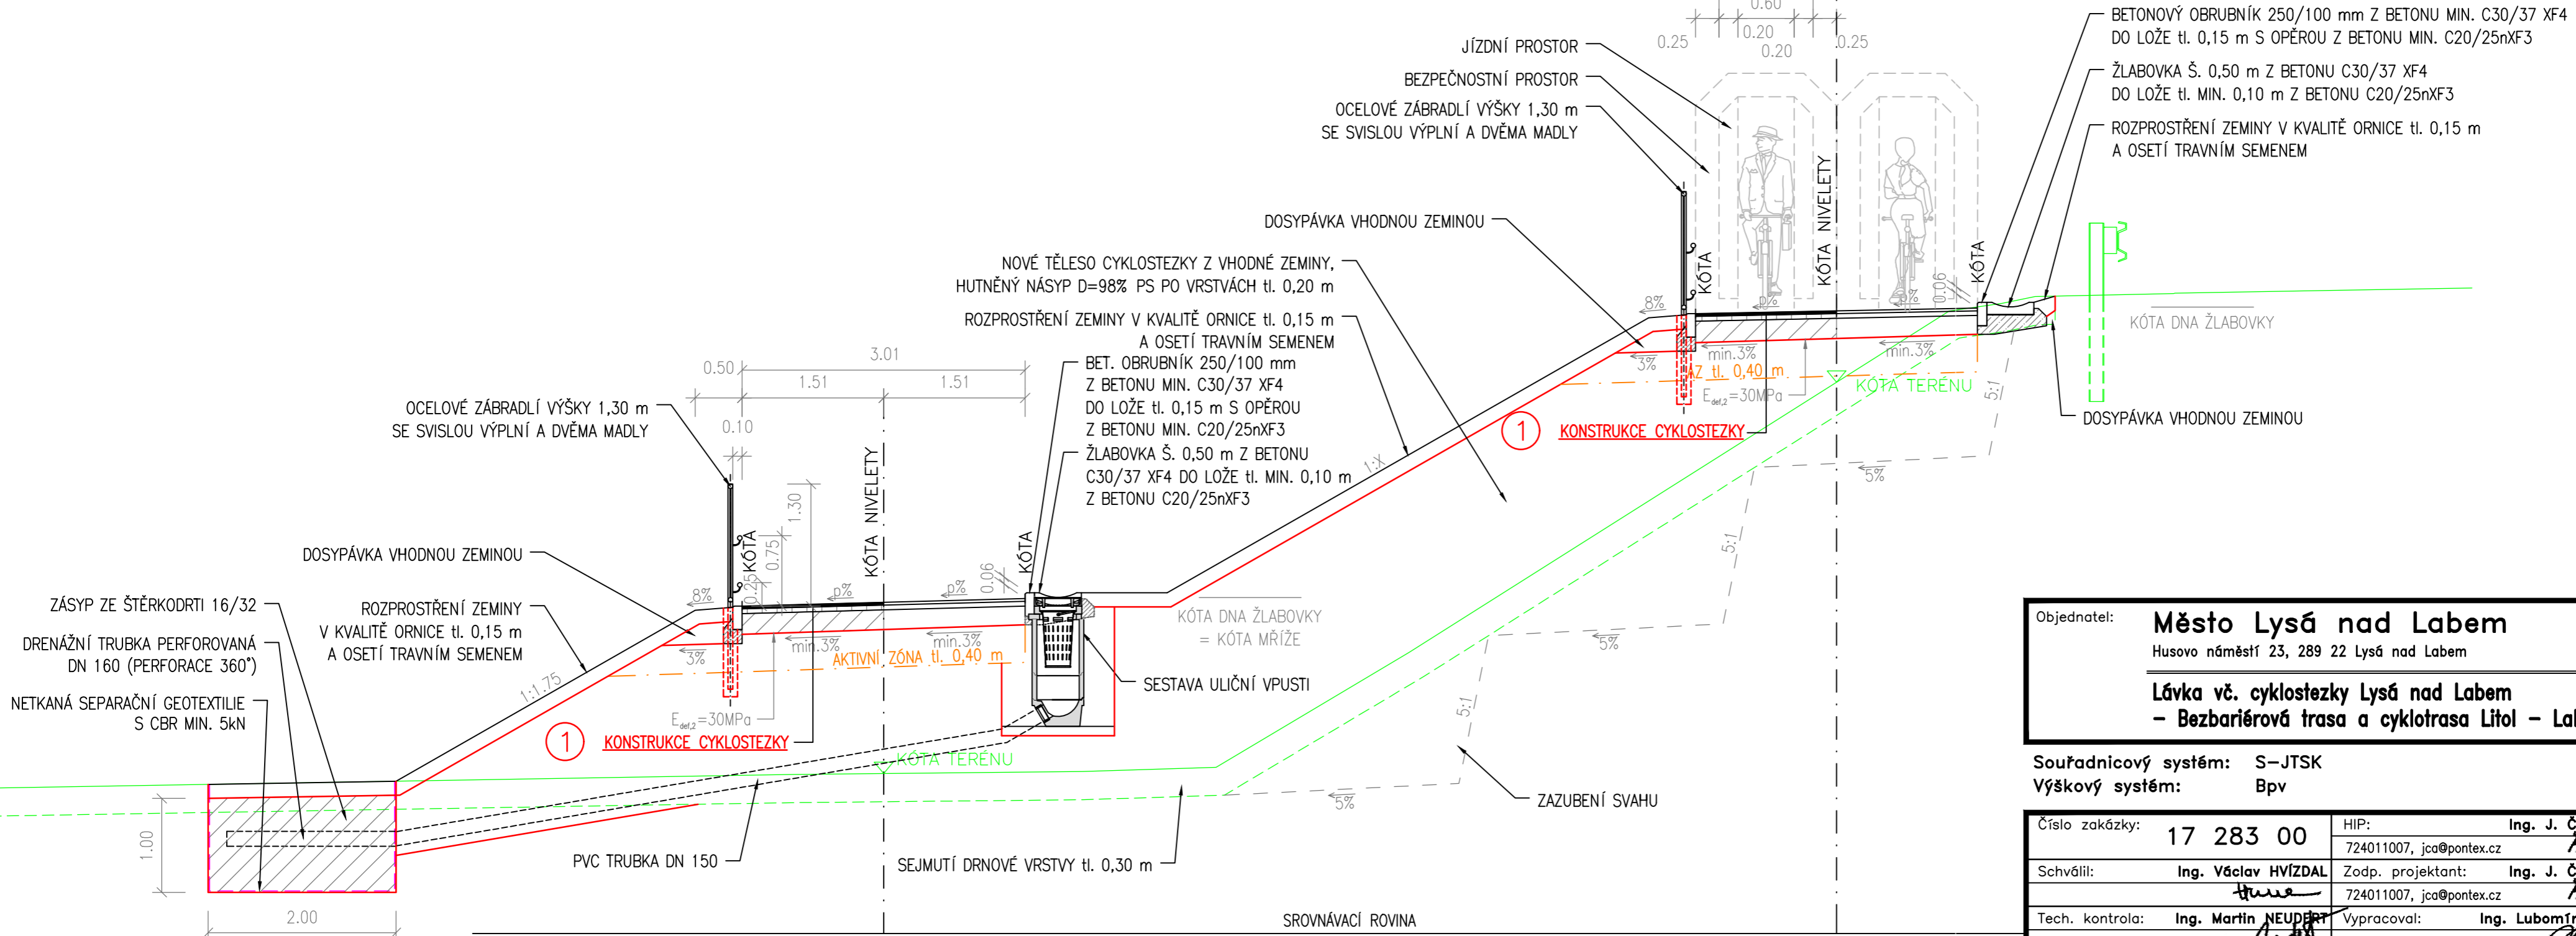 0.60
0.20
0.20
0.25
0.25
JÍZDNÍ PROSTOR
BEZPEČNOSTNÍ PROSTOR
OCELOVÉ ZÁBRADLÍ VÝŠKY 1,30 m
SE SVISLOU VÝPLNÍ A DVĚMA MADLY
BETONOVÝ OBRUBNÍK 250/100 mm Z BETONU MIN. C30/37 XF4
DO LOŽE tl. 0,15 m S OPĚROU Z BETONU MIN. C20/25nXF3
ŽLABOVKA Š. 0,50 m Z BETONU C30/37 XF4
DO LOŽE tl. MIN. 0,10 m Z BETONU C20/25nXF3
ROZPROSTŘENÍ ZEMINY V KVALITĚ ORNICE tl. 0,15 m
A OSETÍ TRAVNÍM SEMENEM
DOSYPÁVKA VHODNOU ZEMINOU
NOVÉ TĚLESO CYKLOSTEZKY Z VHODNÉ ZEMINY,
HUTNĚNÝ NÁSYP D=98% PS PO VRSTVÁCH tl. 0,20 m
ROZPROSTŘENÍ ZEMINY V KVALITĚ ORNICE tl. 0,15 m
A OSETÍ TRAVNÍM SEMENEM
BET. OBRUBNÍK 250/100 mm
Z BETONU MIN. C30/37 XF4
DO LOŽE tl. 0,15 m S OPĚROU
Z BETONU MIN. C20/25nXF3
ŽLABOVKA Š. 0,50 m Z BETONU
C30/37 XF4 DO LOŽE tl. MIN. 0,10 m
Z BETONU C20/25nXF3
KÓTA
KÓTA NIVELETY
KÓTA
8%
p%
p%
0.06
3%
min.3%
min.3%
AZ tl. 0,40 m
Edef,2=30MPa
KÓTA TERÉNU
KÓTA DNA ŽLABOVKY
DOSYPÁVKA VHODNOU ZEMINOU
1
KONSTRUKCE CYKLOSTEZKY
1:X
5:1
5%
5:1
5%
5:1
5%
3.01
0.50
1.51
1.51
0.10
OCELOVÉ ZÁBRADLÍ VÝŠKY 1,30 m
SE SVISLOU VÝPLNÍ A DVĚMA MADLY
1.30
0.75
0.25
KÓTA
KÓTA NIVELETY
KÓTA
DOSYPÁVKA VHODNOU ZEMINOU
8%
p%
p%
0.06
3%
min.3%
min.3%
AKTIVNÍ ZÓNA tl. 0,40 m
Edef,2=30MPa
KÓTA DNA ŽLABOVKY
= KÓTA MŘÍŽE
SESTAVA ULIČNÍ VPUSTI
ZÁSYP ZE ŠTĚRKODRTI 16/32
DRENÁŽNÍ TRUBKA PERFOROVANÁ
DN 160 (PERFORACE 360°)
NETKANÁ SEPARAČNÍ GEOTEXTILIE
S CBR MIN. 5kN
ROZPROSTŘENÍ ZEMINY
V KVALITĚ ORNICE tl. 0,15 m
A OSETÍ TRAVNÍM SEMENEM
1:1.75
1
KONSTRUKCE CYKLOSTEZKY
KÓTA TERÉNU
1.00
2.00
PVC TRUBKA DN 150
SEJMUTÍ DRNOVÉ VRSTVY tl. 0,30 m
ZAZUBENÍ SVAHU
SROVNÁVACÍ ROVINA
Objednatel:
Město Lysá nad Labem
Husovo náměstí 23, 289 22 Lysá nad Labem
Lávka vč. cyklostezky Lysá nad Labem
– Bezbariérová trasa a cyklotrasa Litol –
Souřadnicový systém: S-JTSK
Výškový systém: Bpv
Číslo zakázky: 17 283 00
HIP: Ing. J.
724011007, jca@pontex.cz
Schválil: Ing. Václav HVÍZDAL
Zodp. projektant: Ing. J.
724011007, jca@pontex.cz
Tech. kontrola: Ing. Martin NEUDERT
Vypracoval: Ing.